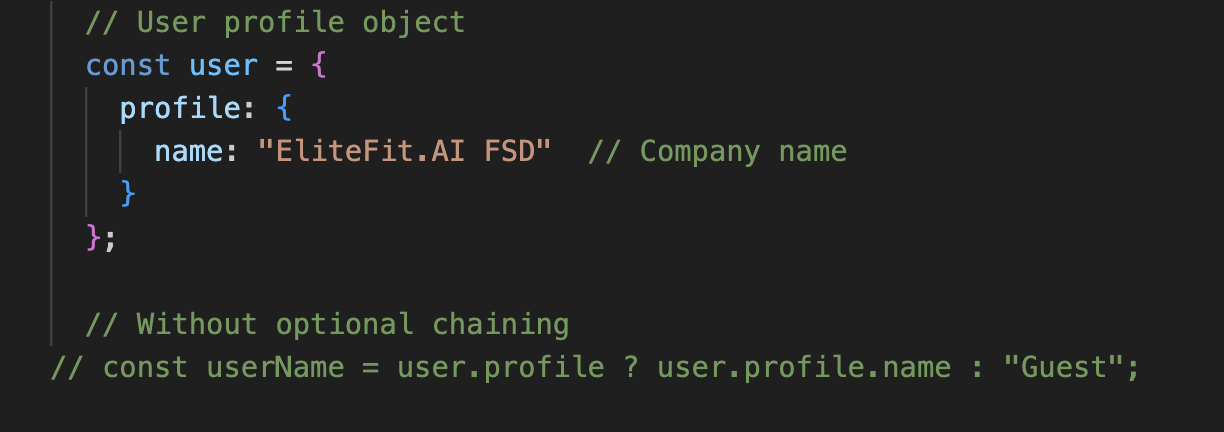 // User profile object
const user = {
profile: {
name: "EliteFit.AI FSD"  // Company name
}
};
// Without optional chaining
// const userName = user.profile ? user.profile.name : "Guest";